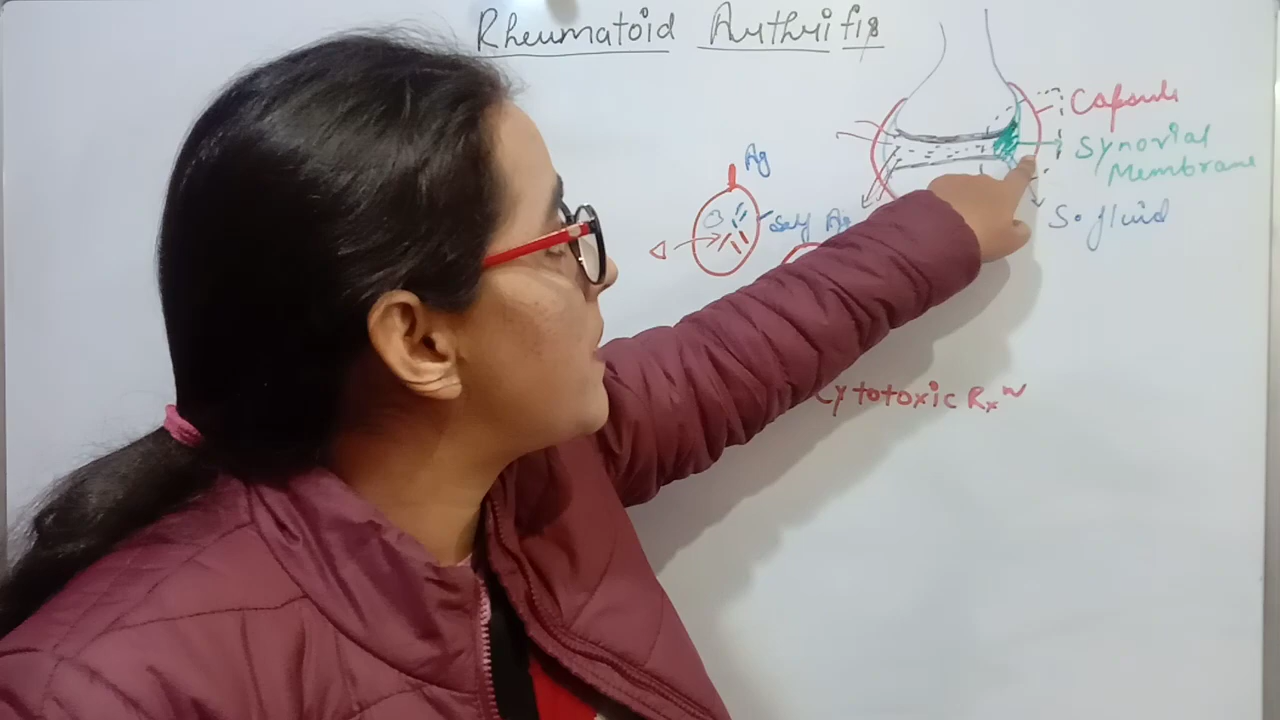 Rheumatoid Arthritis
Capsule
Synovial
Membrane
S. fluid
Ag
Self Ag
Cytotoxic Rxn